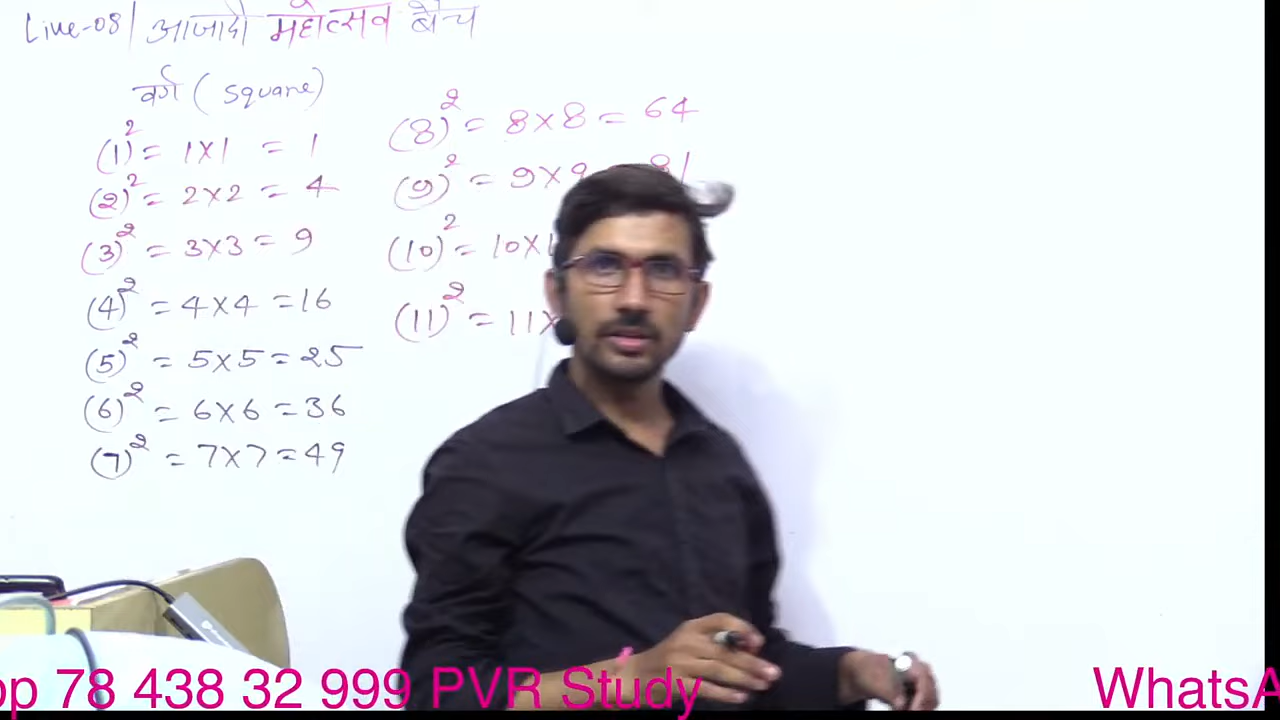 Live-08/ आजादी महोत्सव बैच
वर्ग ( square)
(1)² = 1×1 = 1
(2)² = 2×2 = 4
(3)² = 3×3 = 9
(4)² = 4×4 = 16
(5)² = 5×5 = 25
(6)² = 6×6 = 36
(7)² = 7×7 = 49
(8)² = 8×8 = 64
(9)² = 9×9 = 81
(10)² = 10×1
(11)² = 11×
pp 78 438 32 999 PVR Study
WhatsA